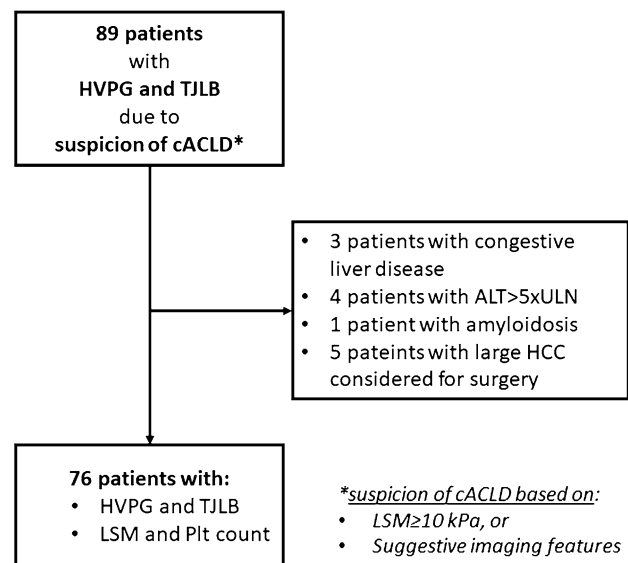 89 patients
with
HVPG and TJLB
due to
suspicion of cACLD*
• 3 patients with congestive
liver disease
• 4 patients with ALT>5xULN
• 1 patient with amyloidosis
• 5 pateints with large HCC
considered for surgery
76 patients with:
• HVPG and TJLB
• LSM and Plt count
*suspicion of cACLD based on:
• LSM≥10 kPa, or
• Suggestive imaging features